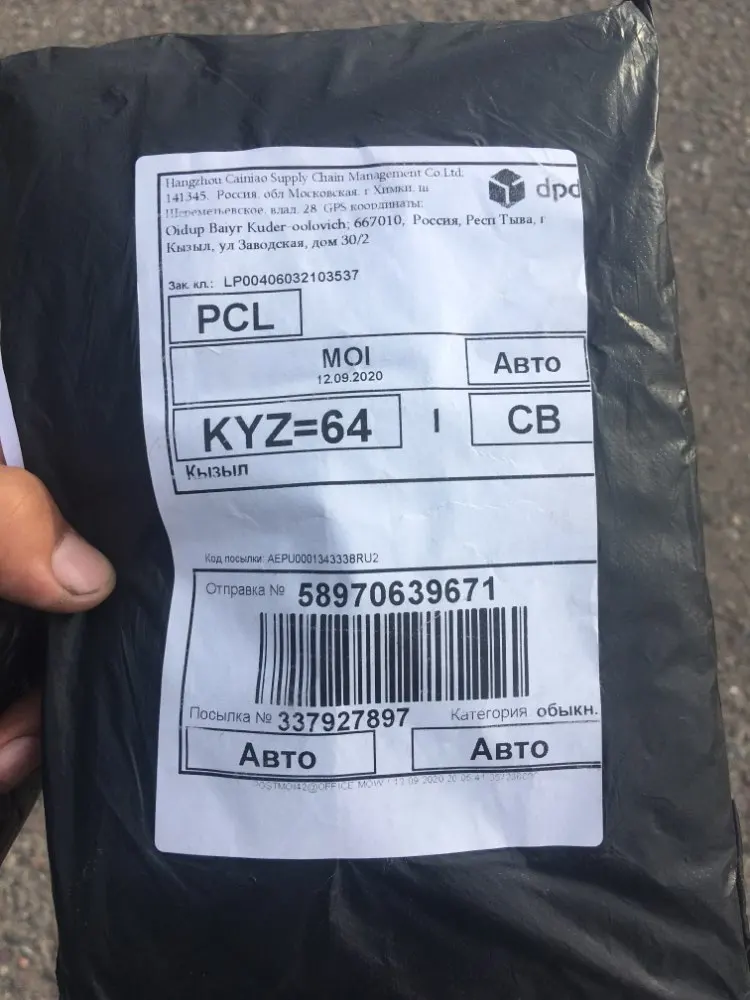 Hangzhou Cainiao Supply Chain Management Co Ltd.
141345, Россия, обл Московская, г Химки, ш
Шереметьевское, влад. 28 GPS координаты:
dpd
Oidup Baiyr Kuder-oolovich; 667010, Россия, Респ Тыва, г
Кызыл, ул Заводская, дом 30/2
Зак. кл.: LP00406032103537
PCL
MOI
12.09.2020
Авто
KYZ=64
I
СВ
Кызыл
Код посылки: AEPU0001343338RU2
Отправка № 58970639671
Посылка № 337927897
Категория обыкн.
Авто
Авто
OFFICE MOW